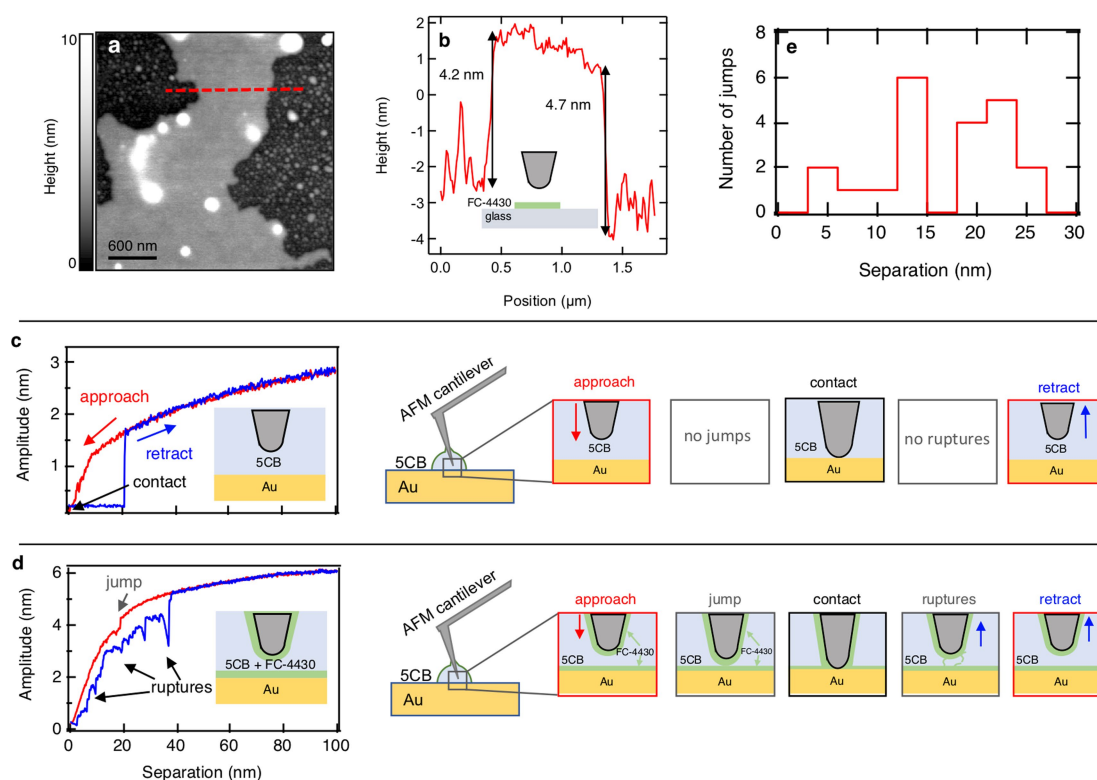 a
10
Height (nm)
0
600 nm
b
2
1
0
-1
-2
-3
-4
Height (nm)
4.2 nm
4.7 nm
FC-4430
glass
0.0
0.5
1.0
1.5
Position (µm)
e
8
6
4
2
0
Number of jumps
0
5
10
15
20
25
30
Separation (nm)
c
3
2
1
Amplitude (nm)
approach
retract
contact
5CB
Au
AFM cantilever
5CB
Au
approach
5CB
Au
no jumps
contact
5CB
Au
no ruptures
retract
5CB
Au
d
6
4
2
0
Amplitude (nm)
jump
ruptures
5CB + FC-4430
Au
0
20
40
60
80
100
Separation (nm)
AFM cantilever
5CB
Au
approach
FC-4430
5CB
Au
jump
FC-4430
5CB
Au
contact
5CB
Au
ruptures
5CB
Au
retract
5CB
Au